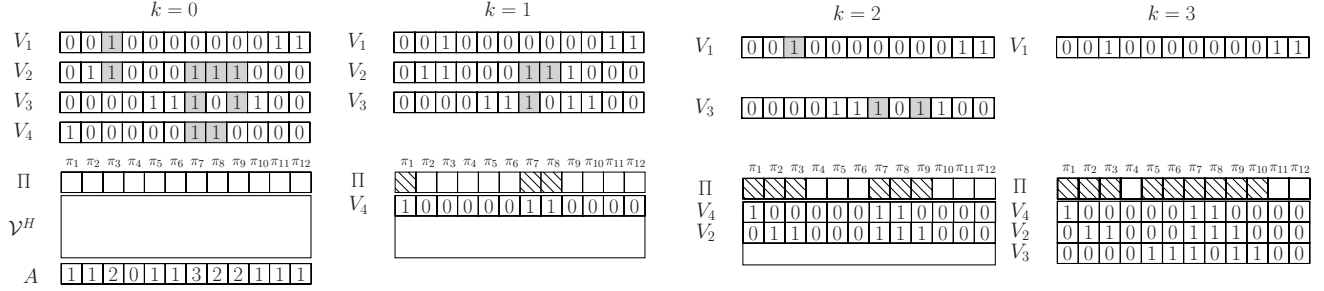 k = 0
V₁ 0 0 1 0 0 0 0 0 0 0 1 1
V₂ 0 1 1 0 0 0 1 1 1 0 0 0
V₃ 0 0 0 0 1 1 1 0 1 1 0 0
V₄ 1 0 0 0 0 0 1 1 0 0 0 0
π₁ π₂ π₃ π₄ π₅ π₆ π₇ π₈ π₉ π₁₀ π₁₁ π₁₂
Π
𝒱ᴴ
A 1 1 2 0 1 1 3 2 2 1 1 1
k = 1
V₁ 0 0 1 0 0 0 0 0 0 0 1 1
V₂ 0 1 1 0 0 0 1 1 1 0 0 0
V₃ 0 0 0 0 1 1 1 0 1 1 0 0
π₁ π₂ π₃ π₄ π₅ π₆ π₇ π₈ π₉ π₁₀ π₁₁ π₁₂
Π
V₄ 1 0 0 0 0 0 1 1 0 0 0 0
k = 2
V₁ 0 0 1 0 0 0 0 0 0 0 1 1
V₃ 0 0 0 0 1 1 1 0 1 1 0 0
π₁ π₂ π₃ π₄ π₅ π₆ π₇ π₈ π₉ π₁₀ π₁₁ π₁₂
Π
V₄ 1 0 0 0 0 0 1 1 0 0 0 0
V₂ 0 1 1 0 0 0 1 1 1 0 0 0
k = 3
V₁ 0 0 1 0 0 0 0 0 0 0 1 1
π₁ π₂ π₃ π₄ π₅ π₆ π₇ π₈ π₉ π₁₀ π₁₁ π₁₂
Π
V₄ 1 0 0 0 0 0 1 1 0 0 0 0
V₂ 0 1 1 0 0 0 1 1 1 0 0 0
V₃ 0 0 0 0 1 1 1 0 1 1 0 0